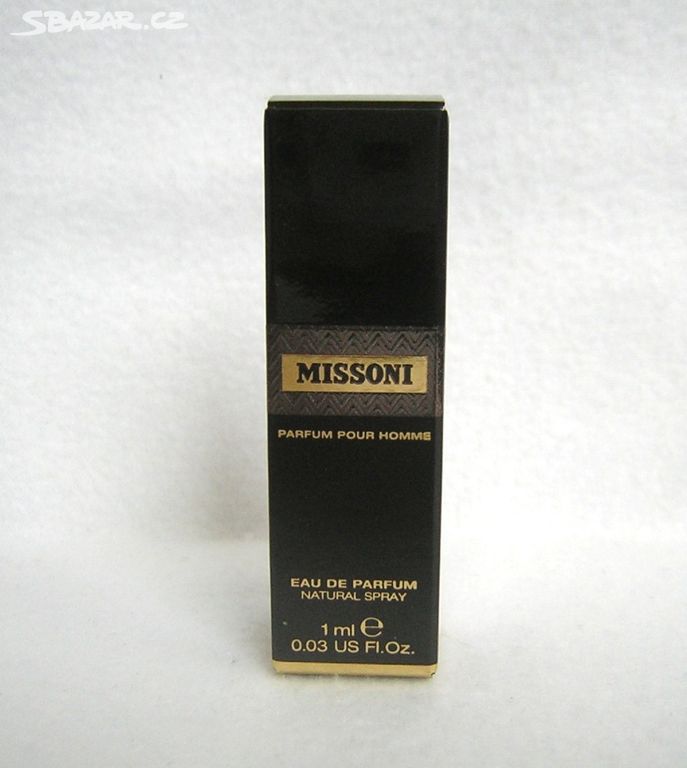 SBAZAR.CZ
MISSONI
PARFUM POUR HOMME
EAU DE PARFUM
NATURAL SPRAY
1 ml ℮
0.03 US Fl.Oz.